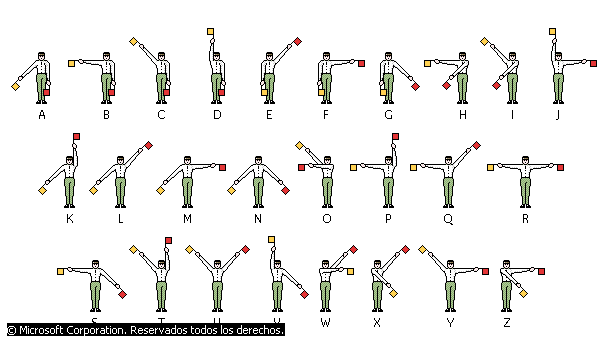 A B C D E F G H I J
K L M N O P Q R
S T U V W X Y Z
© Microsoft Corporation. Reservados todos los derechos.